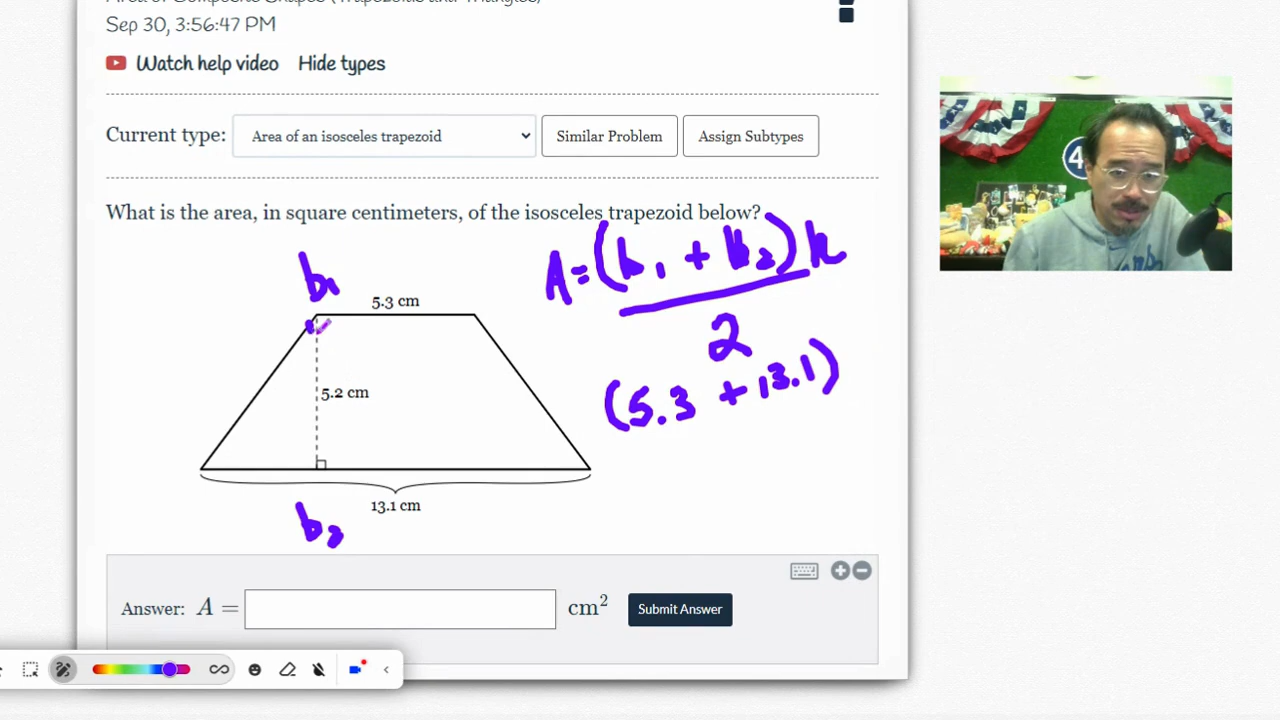 Sep 30, 3:56:47 PM
Watch help video Hide types
Current type: Area of an isosceles trapezoid Similar Problem Assign Subtypes
What is the area, in square centimeters, of the isosceles trapezoid below?
A = (b1 + b2)h
2
b1
5.3 cm
5.2 cm
(5.3 + 13.1)
13.1 cm
b2
Answer: A = cm²
Submit Answer